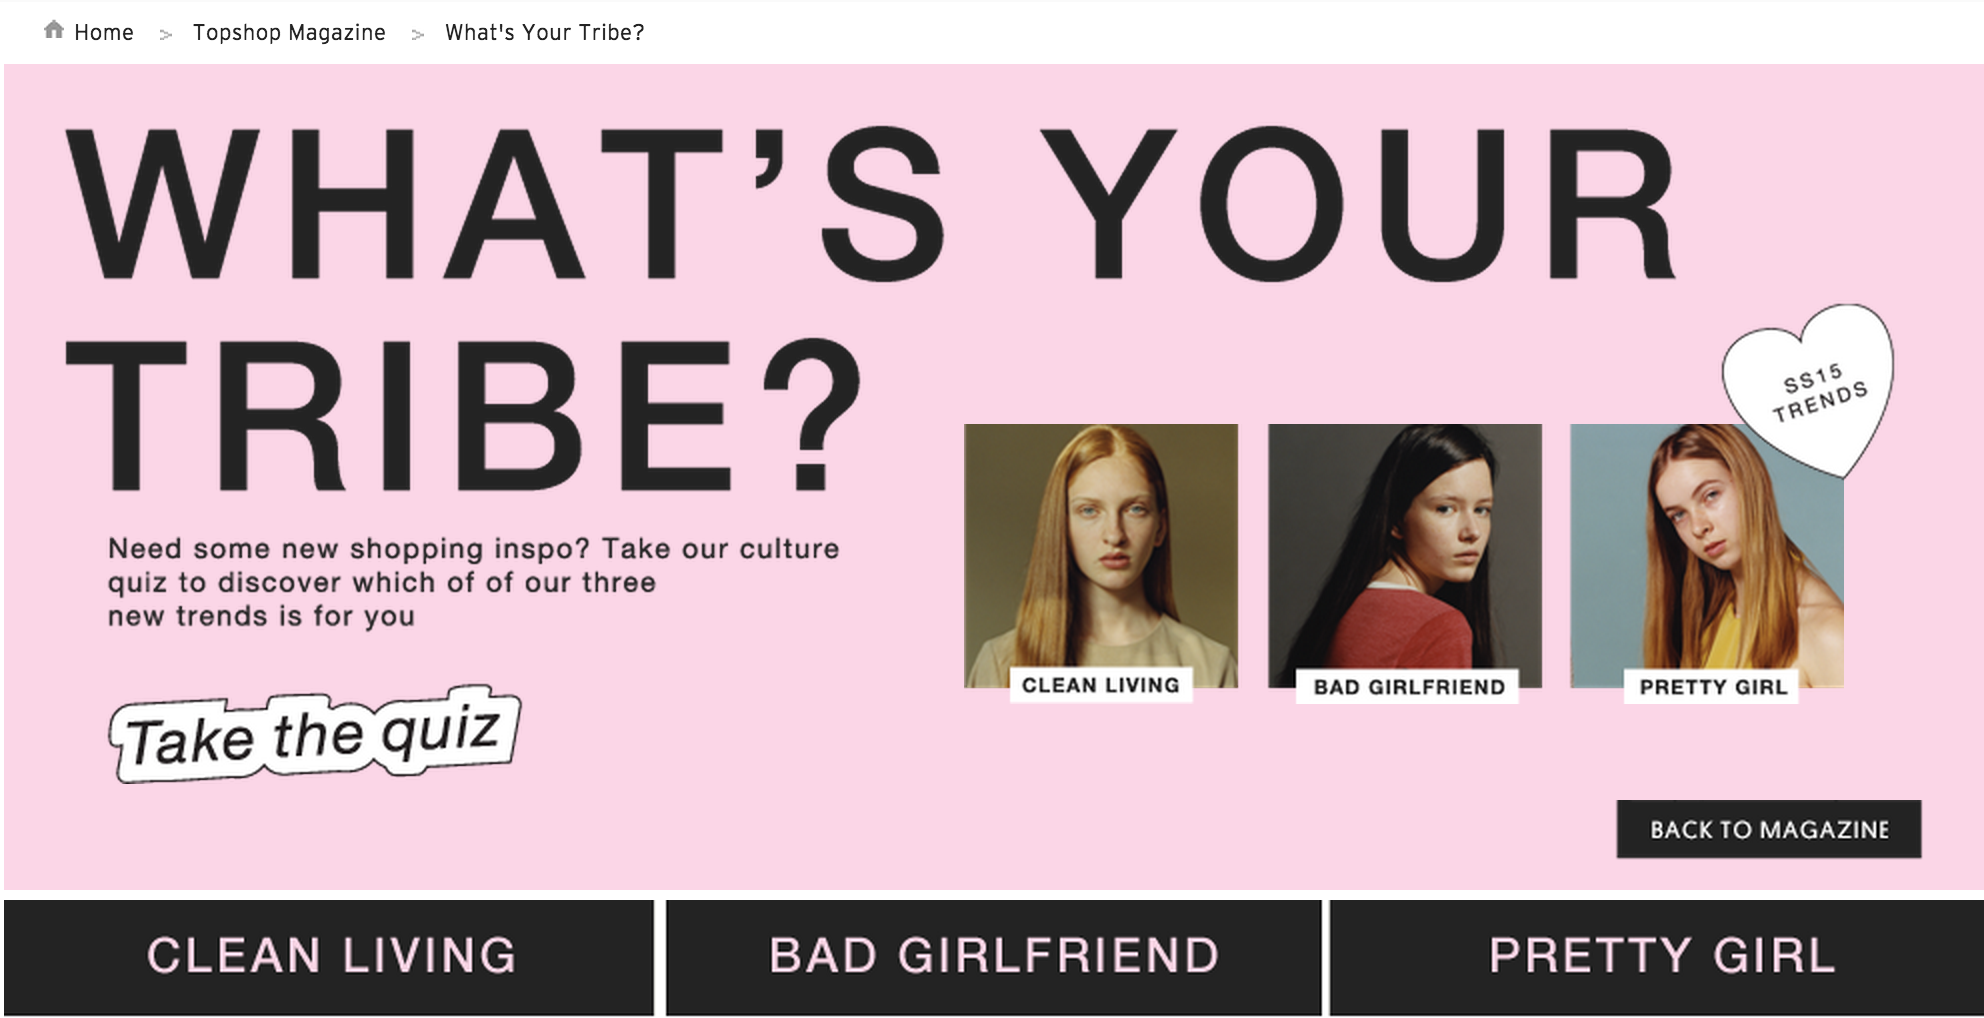 Home > Topshop Magazine > What's Your Tribe?
WHAT’S YOUR
TRIBE?
SS15
TRENDS
Need some new shopping inspo? Take our culture
quiz to discover which of of our three
new trends is for you
CLEAN LIVING
BAD GIRLFRIEND
PRETTY GIRL
Take the quiz
BACK TO MAGAZINE
CLEAN LIVING
BAD GIRLFRIEND
PRETTY GIRL